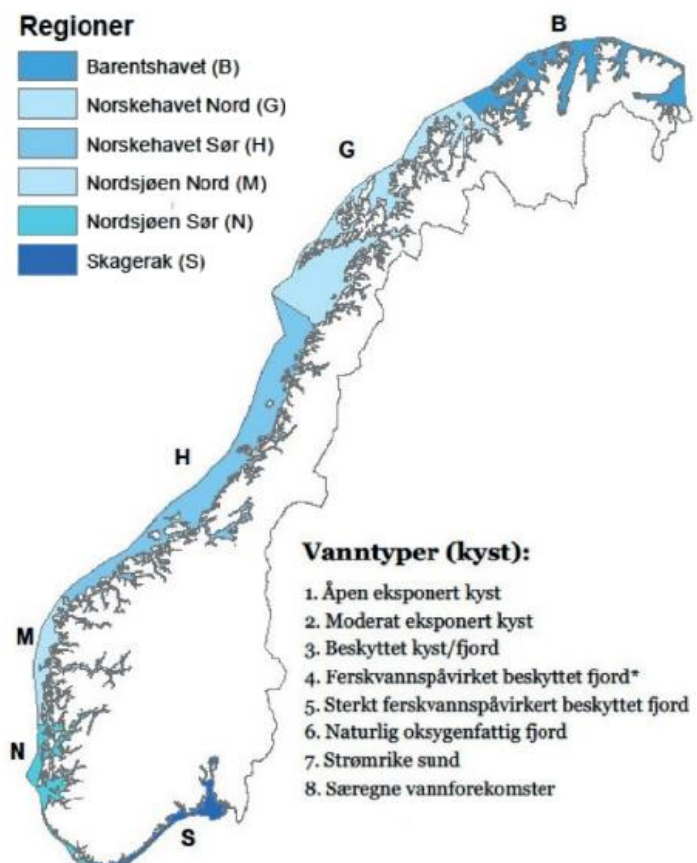 Regioner
Barentshavet (B)
Norskehavet Nord (G)
Norskehavet Sør (H)
Nordsjøen Nord (M)
Nordsjøen Sør (N)
Skagerak (S)
B
G
H
M
N
S
Vanntyper (kyst):
1. Åpen eksponert kyst
2. Moderat eksponert kyst
3. Beskyttet kyst/fjord
4. Ferskvannspåvirket beskyttet fjord*
5. Sterkt ferskvannspåvirkert beskyttet fjord
6. Naturlig oksygenfattig fjord
7. Strømrike sund
8. Særegne vannforekomster